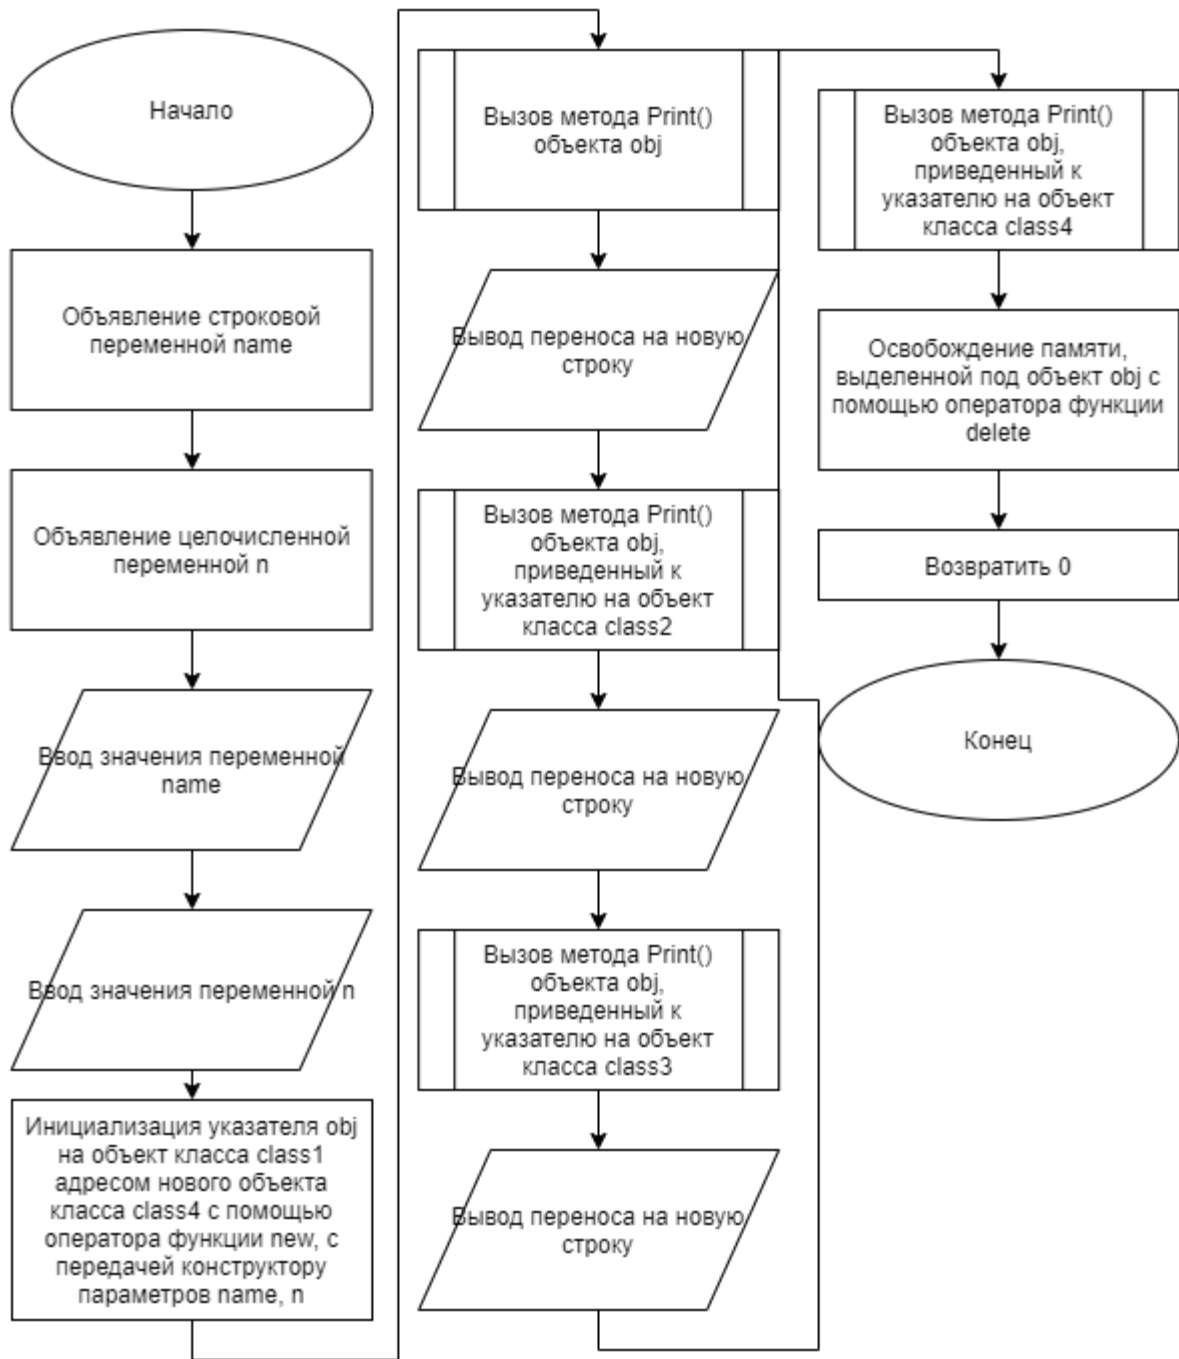 Начало
Объявление строковой
переменной name
Объявление целочисленной
переменной n
Ввод значения переменной
name
Ввод значения переменной n
Инициализация указателя obj
на объект класса class1
адресом нового объекта
класса class4 с помощью
оператора функции new, с
передачей конструктору
параметров name, n
Вызов метода Print()
объекта obj
Вывод переноса на новую
строку
Вызов метода Print()
объекта obj,
приведенный к
указателю на объект
класса class2
Вывод переноса на новую
строку
Вызов метода Print()
объекта obj,
приведенный к
указателю на объект
класса class3
Вывод переноса на новую
строку
Вызов метода Print()
объекта obj,
приведенный к
указателю на объект
класса class4
Освобождение памяти,
выделенной под объект obj с
помощью оператора функции
delete
Возвратить 0
Конец